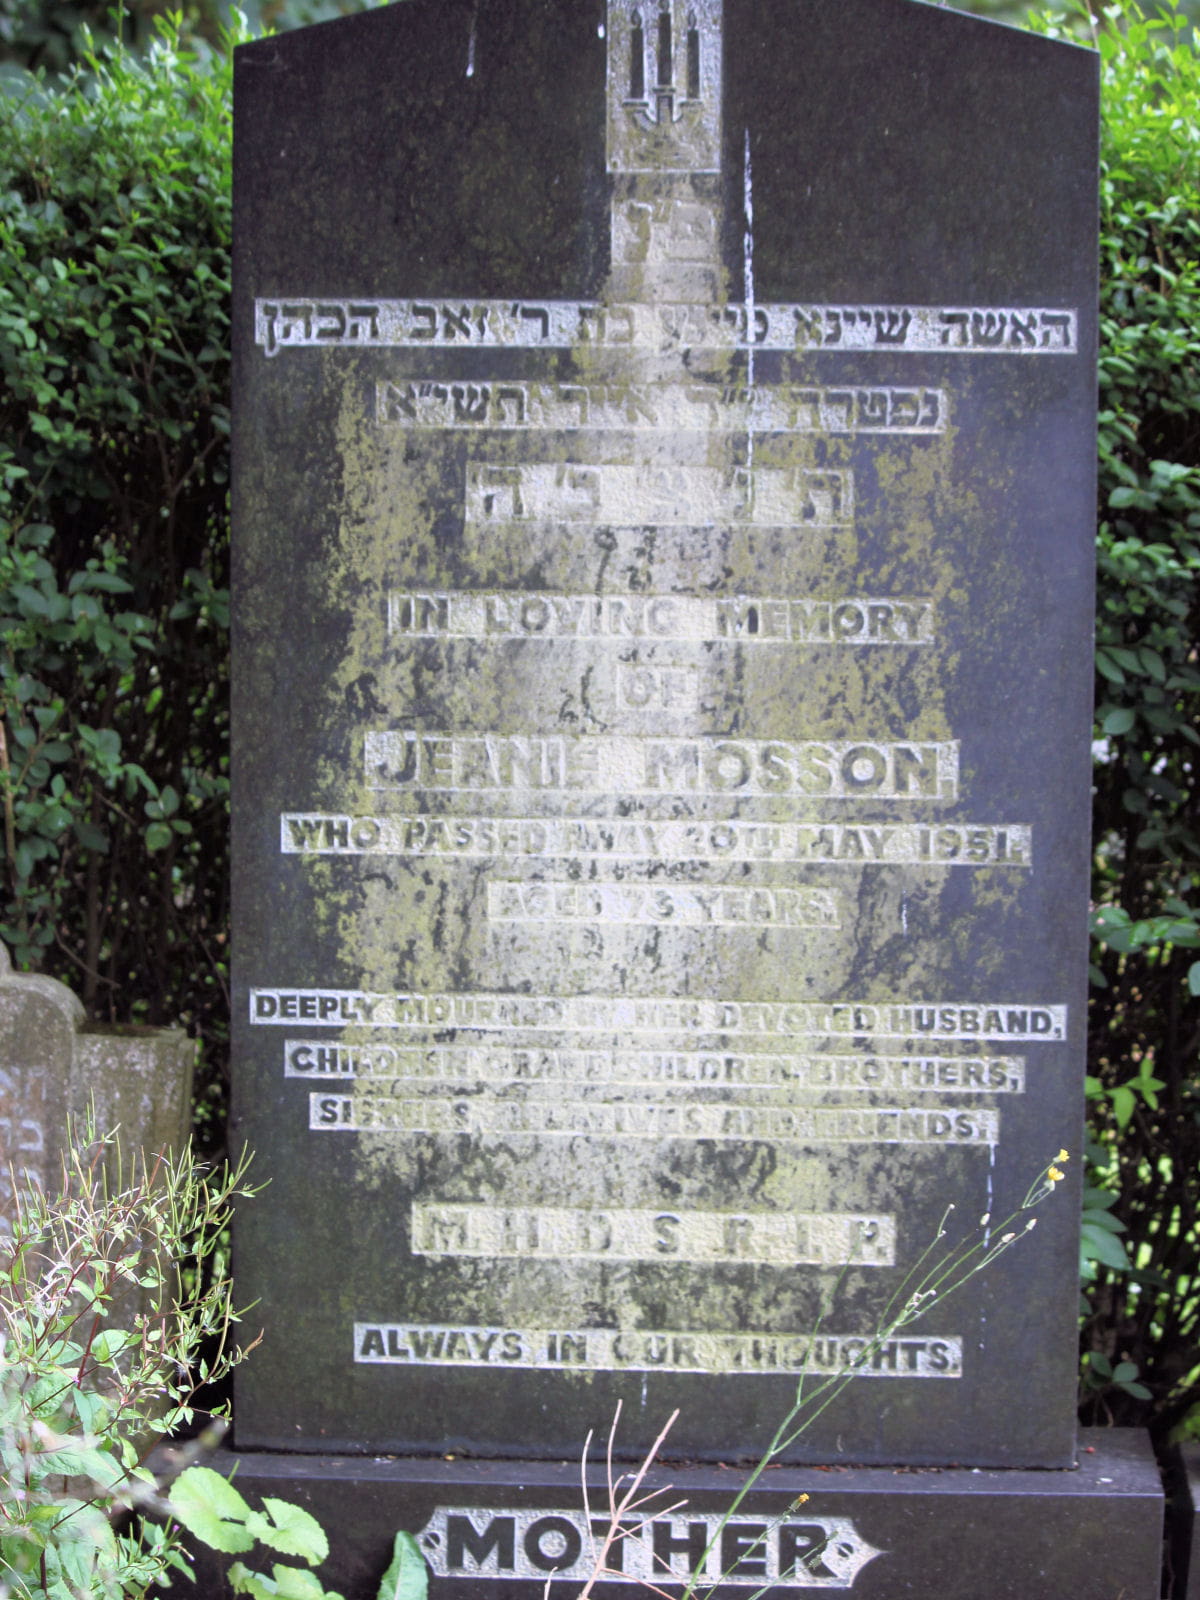 פ״נ
האשה שיינא בת ר׳ זאב הכהן
נפטרה י״ד אייר תשי״א
ת׳ נ׳ צ׳ ב׳ ה׳
IN LOVING MEMORY
OF
JEANIE MOSSON.
WHO PASSED AWAY 20TH MAY 1951.
AGED 73 YEARS.
DEEPLY MOURNED BY HER DEVOTED HUSBAND,
CHILDREN, GRANDCHILDREN, BROTHERS,
SISTERS, RELATIVES AND FRIENDS.
M. H. D. S. R. I. P.
ALWAYS IN OUR THOUGHTS.
MOTHER